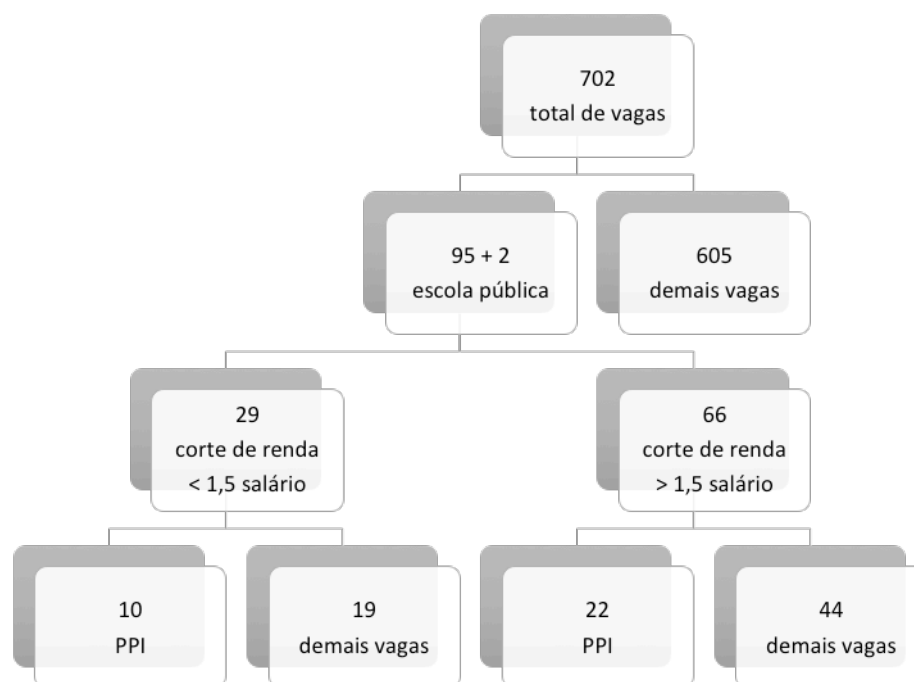 702
total de vagas
95 + 2
escola pública
605
demais vagas
29
corte de renda
< 1,5 salário
66
corte de renda
> 1,5 salário
10
PPI
19
demais vagas
22
PPI
44
demais vagas